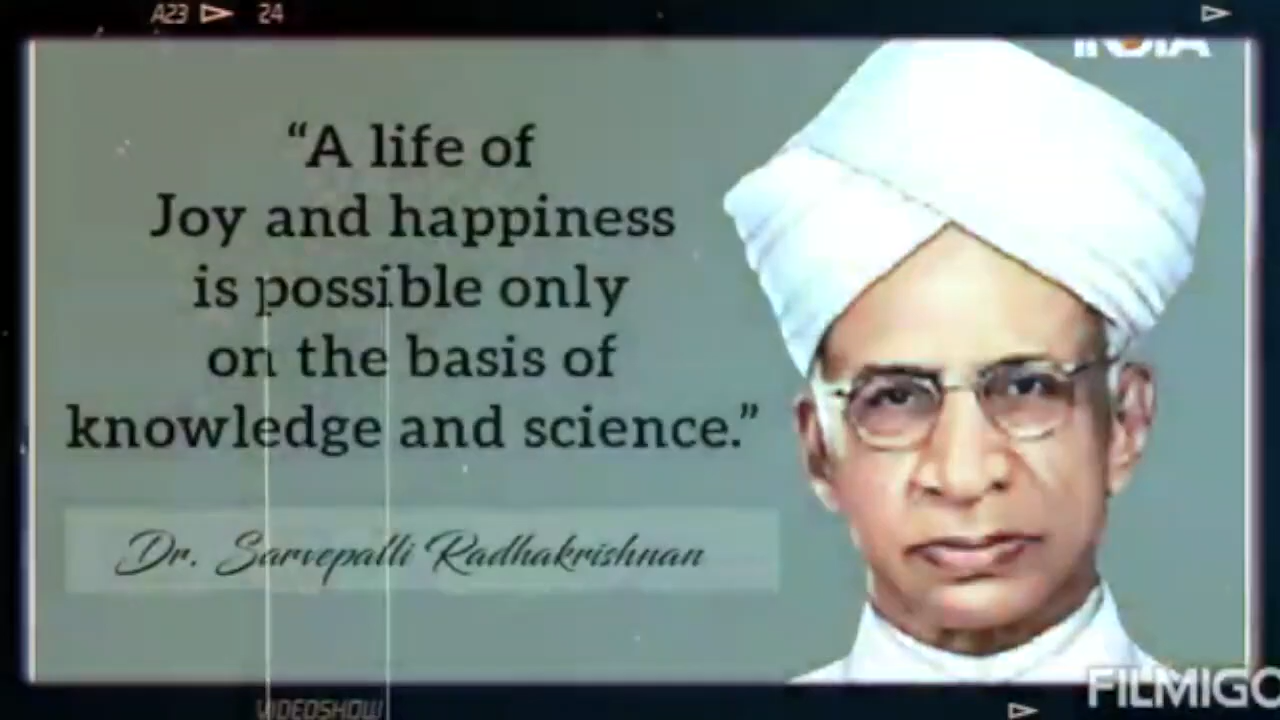 A23 24
INDIA
“A life of
Joy and happiness
is possible only
on the basis of
knowledge and science.”
Dr. Sarvepalli Radhakrishnan
VIDEOSHOW
FILMIGO